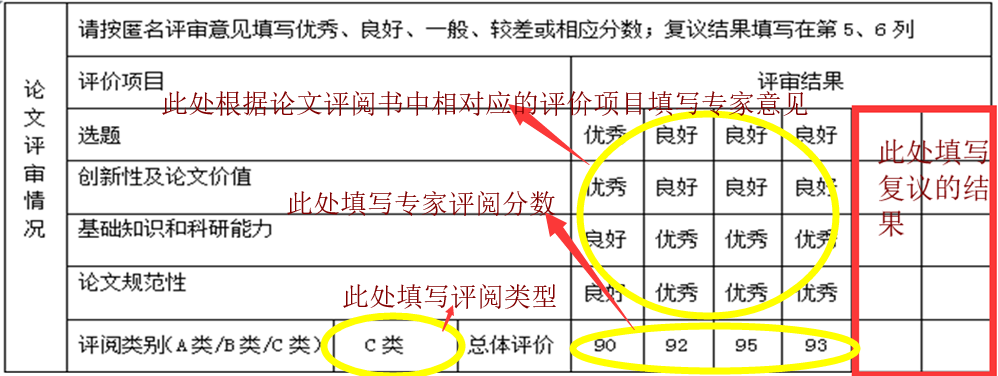 请按匿名评审意见填写优秀、良好、一般、较差或相应分数；复议结果填写在第5、6列
论文评审情况
评价项目 评审结果
此处根据论文评阅书中相对应的评价项目填写专家意见
选题 优秀 良好 良好 良好
创新性及论文价值 优秀 良好 良好 良好
此处填写专家评阅分数
基础知识和科研能力 良好 优秀 优秀 优秀
论文规范性 良好 优秀 优秀 优秀
此处填写评阅类型
评阅类别(A类/B类/C类) C类 总体评价 90 92 95 93
此处填写
复议的结
果